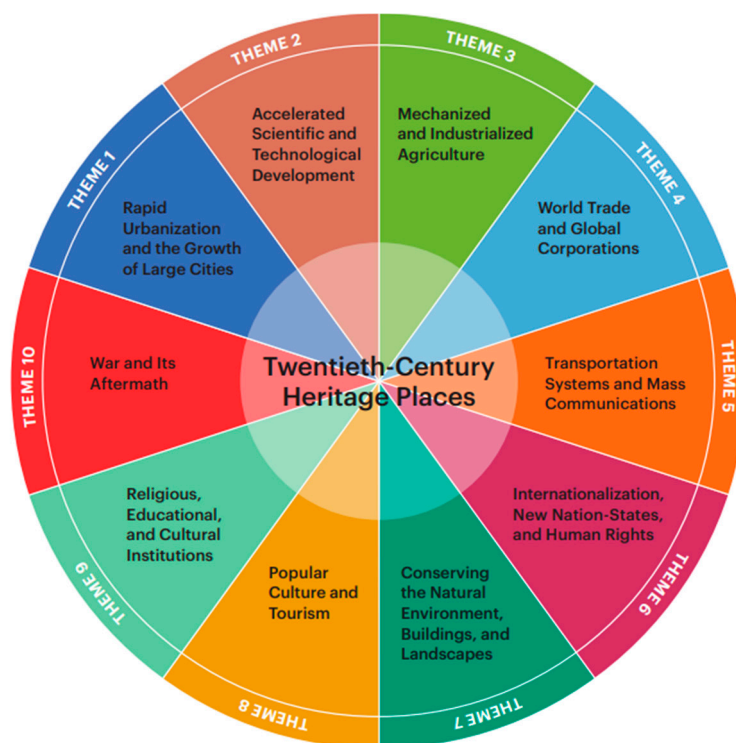 Twentieth-Century
Heritage Places
THEME 1
Rapid
Urbanization
and the Growth
of Large Cities
THEME 2
Accelerated
Scientific and
Technological
Development
THEME 3
Mechanized
and Industrialized
Agriculture
THEME 4
World Trade
and Global
Corporations
THEME 5
Transportation
Systems and Mass
Communications
THEME 6
Internationalization,
New Nation-States,
and Human Rights
THEME 7
Conserving
the Natural
Environment,
Buildings, and
Landscapes
THEME 8
Popular
Culture and
Tourism
THEME 9
Religious,
Educational,
and Cultural
Institutions
THEME 10
War and Its
Aftermath